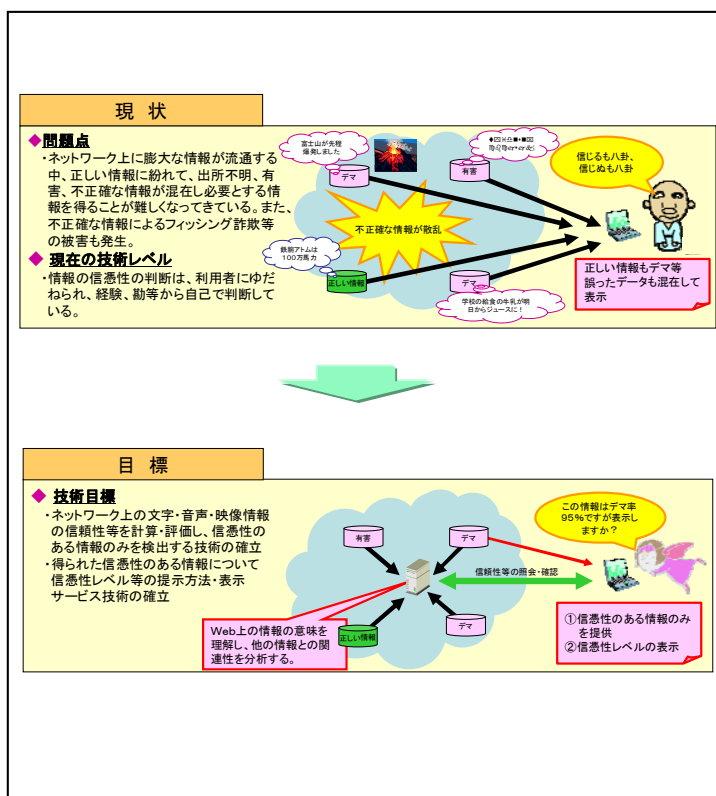 現 状
◆問題点
・ネットワーク上に膨大な情報が流通する
中、正しい情報に紛れて、出所不明、有
害、不正確な情報が混在し必要とする情
報を得ることが難しくなってきている。また、
不正確な情報によるフィッシング詐欺等
の被害も発生。
◆ 現在の技術レベル
・情報の信憑性の判断は、利用者にゆだ
ねられ、経験、勘等から自己で判断して
いる。
富士山が先程
爆発しました
デマ
有害
信じるも八卦、
信じぬも八卦
不正確な情報が散乱
鉄腕アトムは
100万馬力
正しい情報
デマ
学校の給食の牛乳が明
日からジュースに!
正しい情報もデマ等
誤ったデータも混在して
表示
目 標
◆ 技術目標
・ネットワーク上の文字・音声・映像情報
の信頼性等を計算・評価し、信憑性の
ある情報のみを検出する技術の確立
・得られた信憑性のある情報について
信憑性レベル等の提示方法・表示
サービス技術の確立
有害
デマ
この情報はデマ率
95%ですが表示し
ますか?
信頼性等の照会・確認
正しい情報
デマ
Web上の情報の意味を
理解し、他の情報との関
連性を分析する。
①信憑性のある情報のみ
を提供
②信憑性レベルの表示